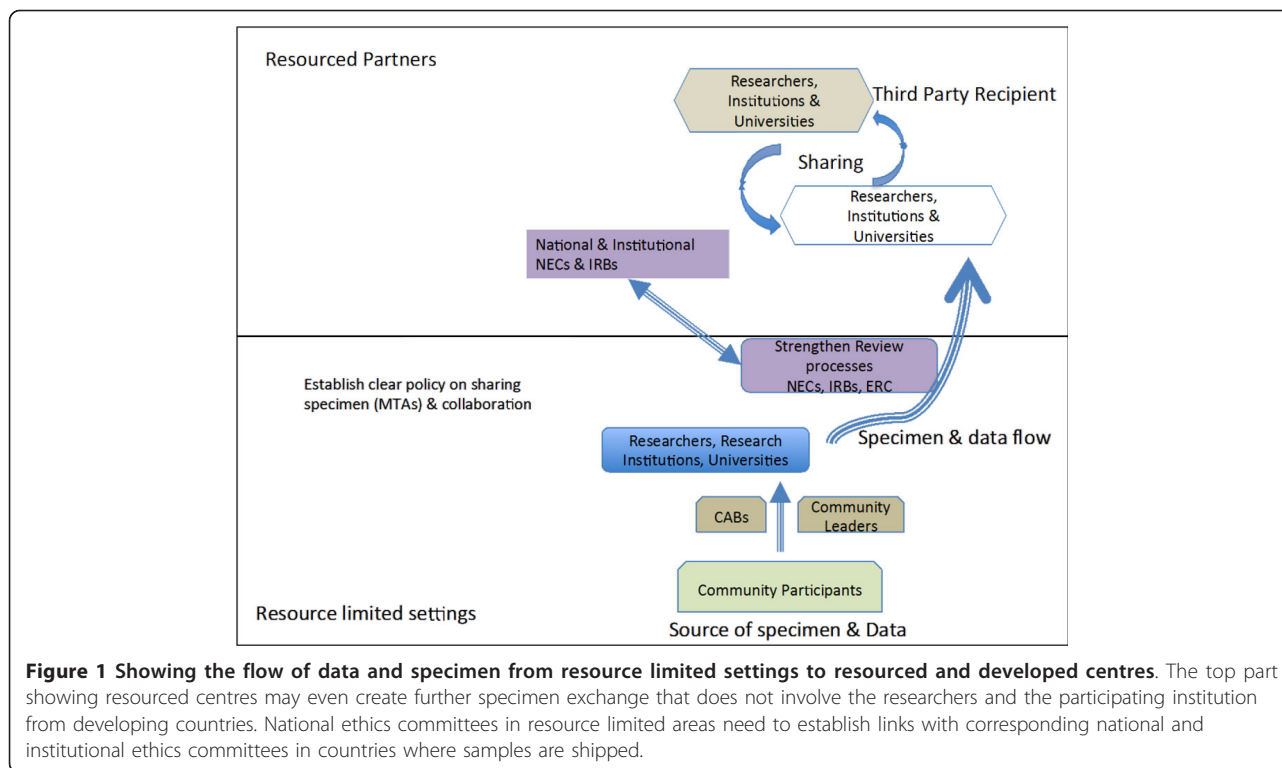 Resourced Partners
Researchers,
Institutions &
Universities
Third Party Recipient
Sharing
Researchers,
Institutions &
Universities
National & Institutional
NECs & IRBs
Strengthen Review
processes
NECs, IRBs, ERC
Establish clear policy on sharing
specimen (MTAs) & collaboration
Researchers, Research
Institutions, Universities
Specimen & data flow
CABs
Community
Leaders
Community Participants
Resource limited settings
Source of specimen & Data
Figure 1 Showing the flow of data and specimen from resource limited settings to resourced and developed centres. The top part
showing resourced centres may even create further specimen exchange that does not involve the researchers and the participating institution
from developing countries. National ethics committees in resource limited areas need to establish links with corresponding national and
institutional ethics committees in countries where samples are shipped.